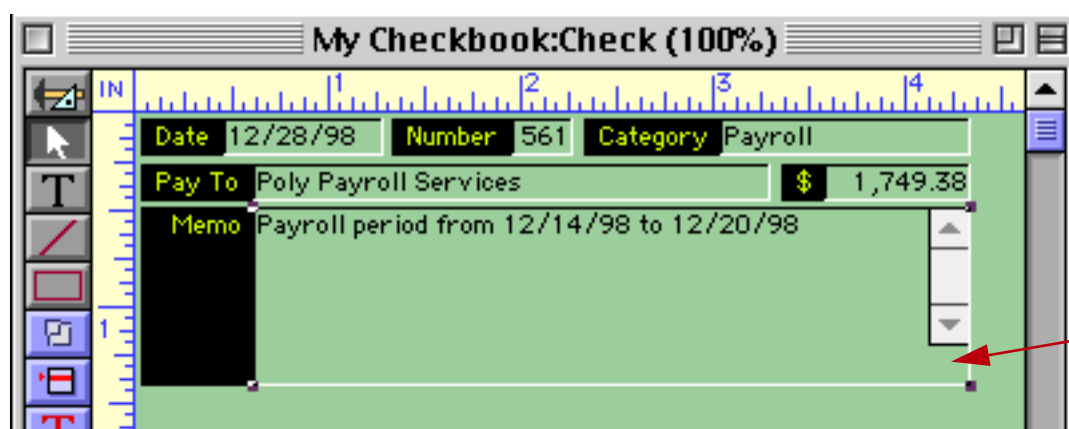 My Checkbook:Check (100%)
IN 1 2 3 4
Date 12/28/98 Number 561 Category Payroll
T Pay To Poly Payroll Services $ 1,749.38
Memo Payroll period from 12/14/98 to 12/20/98
1
T